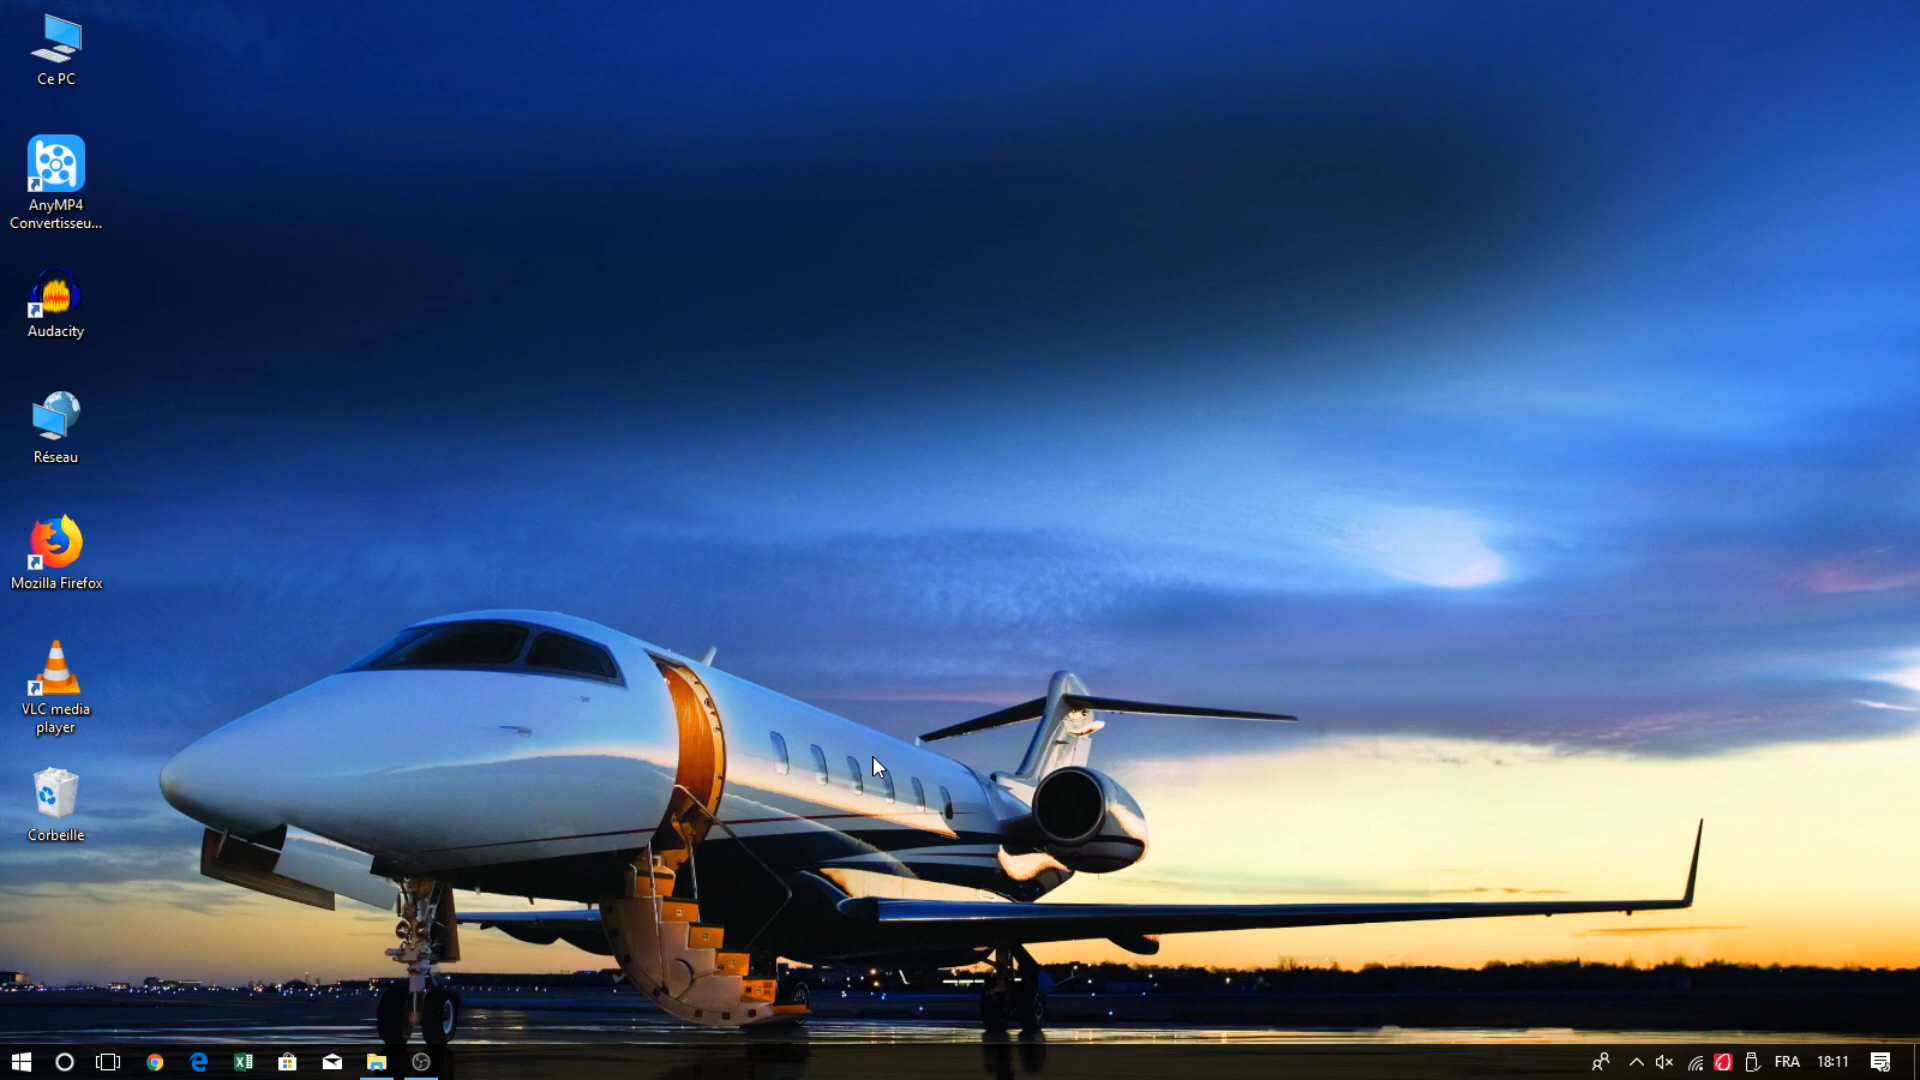 Ce PC
AnyMP4
Convertisseu...
Audacity
Réseau
Mozilla Firefox
VLC media
player
Corbeille
FRA
18:11